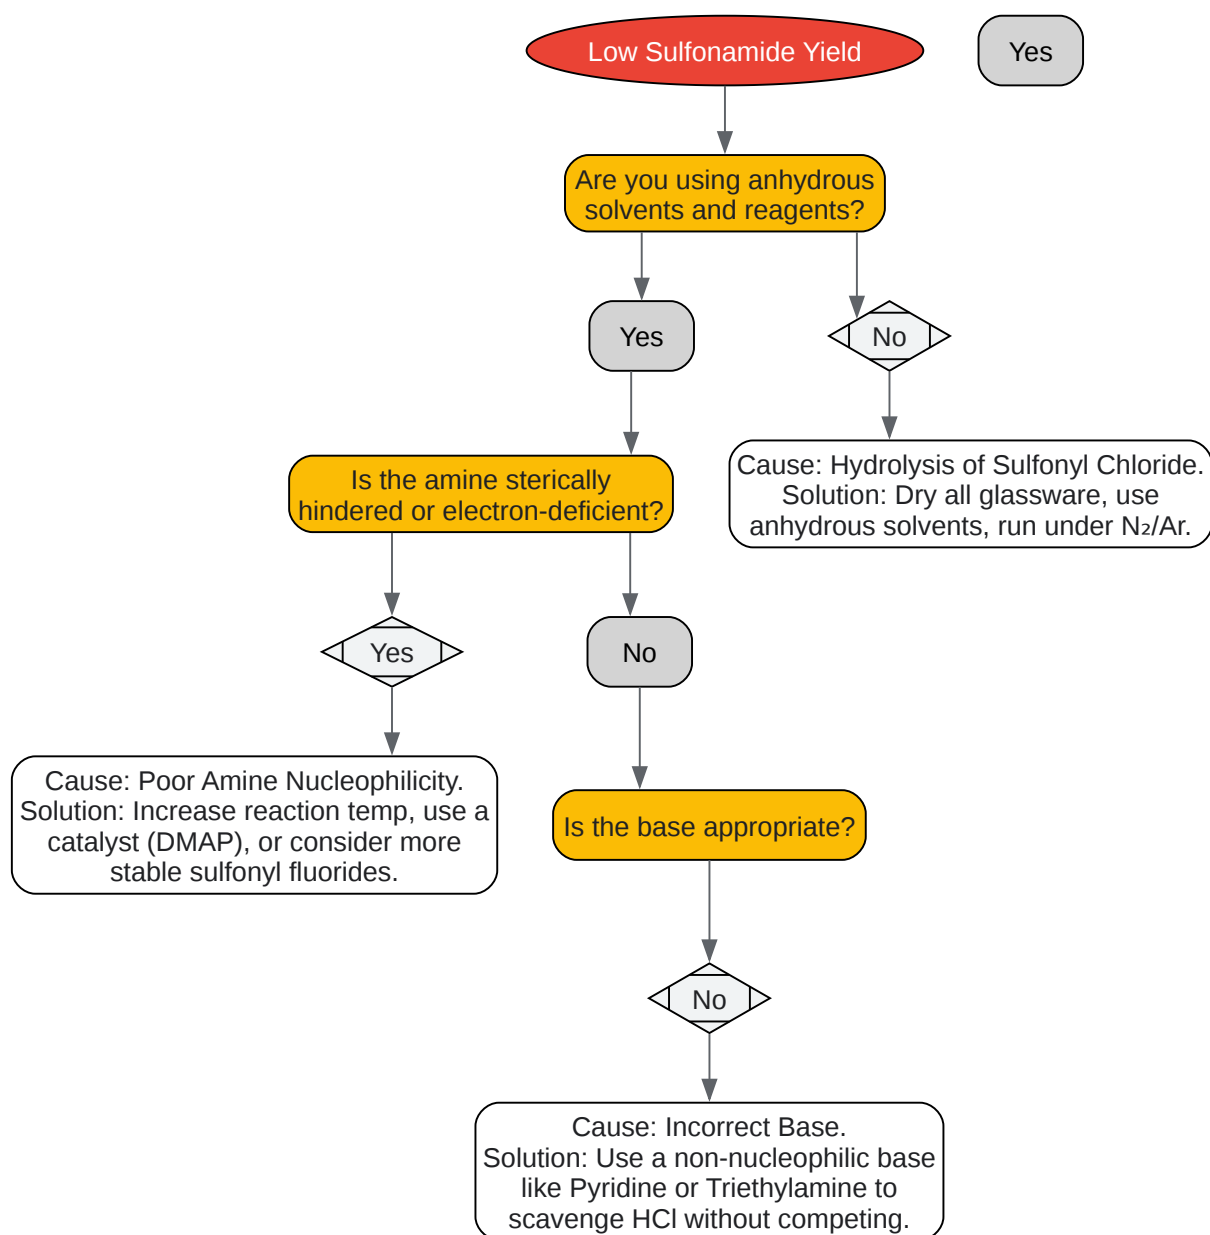 Low Sulfonamide Yield
Yes
Are you using anhydrous
solvents and reagents?
Yes
No
Is the amine sterically
hindered or electron-deficient?
Cause: Hydrolysis of Sulfonyl Chloride.
Solution: Dry all glassware, use
anhydrous solvents, run under N₂/Ar.
Yes
No
Cause: Poor Amine Nucleophilicity.
Solution: Increase reaction temp, use a
catalyst (DMAP), or consider more
stable sulfonyl fluorides.
Is the base appropriate?
No
Cause: Incorrect Base.
Solution: Use a non-nucleophilic base
like Pyridine or Triethylamine to
scavenge HCl without competing.